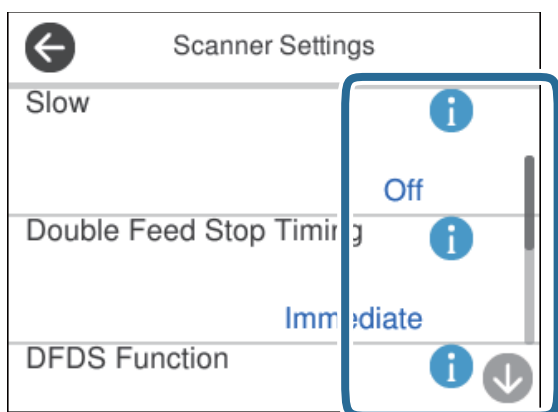 Scanner Settings
Slow
i
Off
Double Feed Stop Timing
i
Immediate
DFDS Function
i